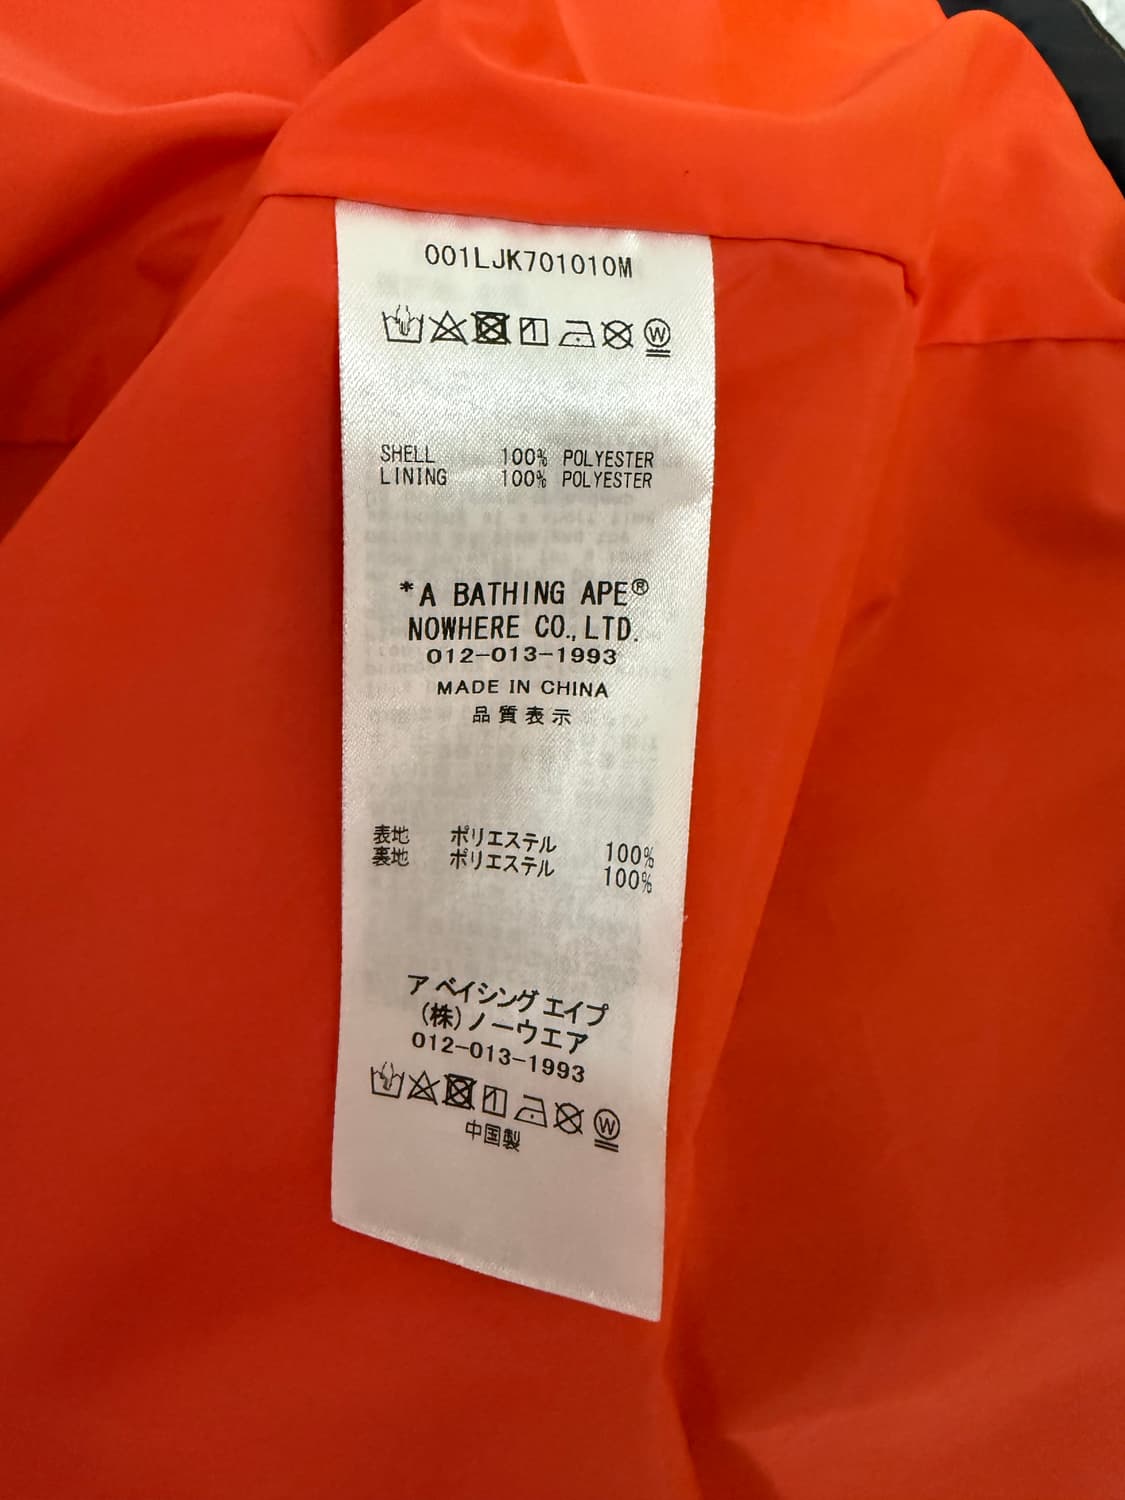 001LJK701010M
SHELL 100% POLYESTER
LINING 100% POLYESTER
*A BATHING APE®
NOWHERE CO.,LTD.
012-013-1993
MADE IN CHINA
品質表示
表地 ポリエステル 100%
裏地 ポリエステル 100%
ア ベイシング エイプ
(株)ノーウエア
012-013-1993
中国製